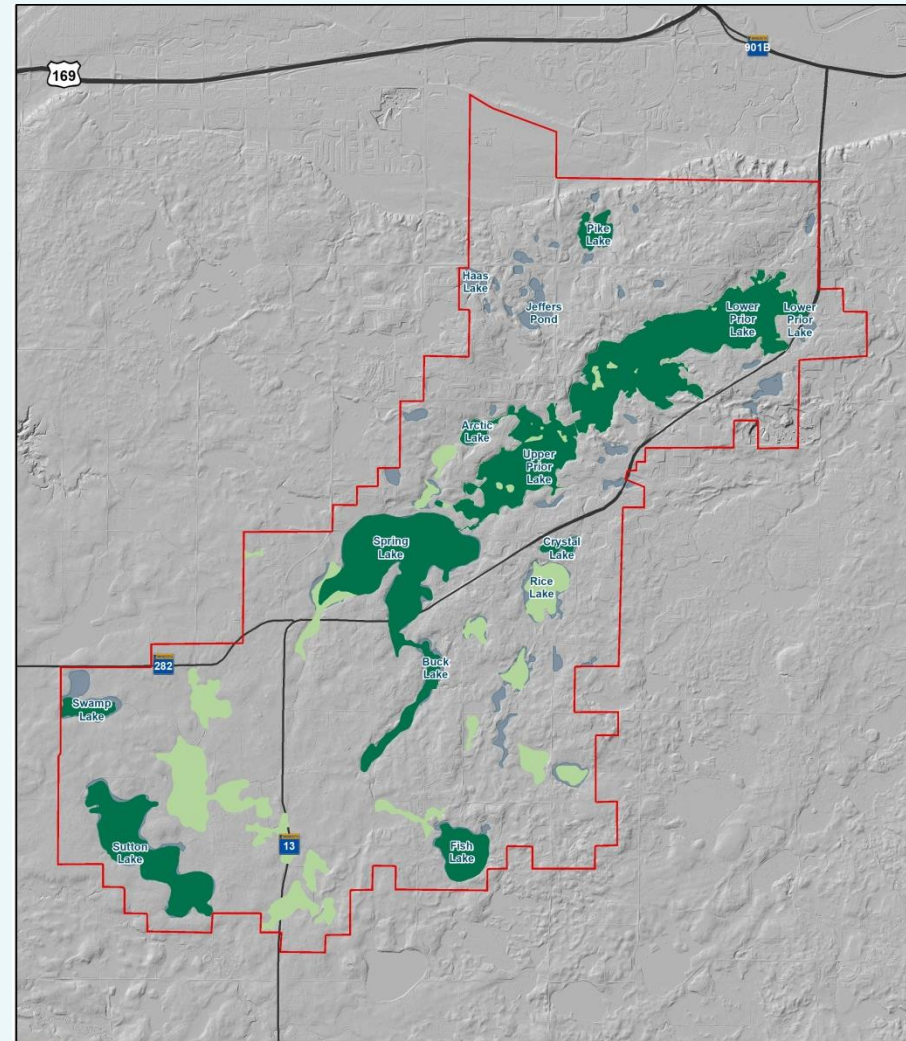 901B
169
Pike
Lake
Haas
Lake
Jeffers
Pond
Lower
Prior
Lake
Lower
Prior
Lake
Arctic
Lake
Upper
Prior
Lake
Spring
Lake
Crystal
Lake
Rice
Lake
Buck
Lake
282
Swamp
Lake
13
Sutton
Lake
Fish
Lake